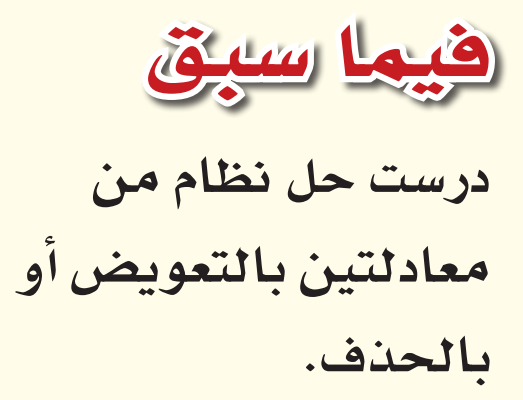 فيما سبق
درست حل نظام من
معادلتين بالتعويض أو
بالحذف.